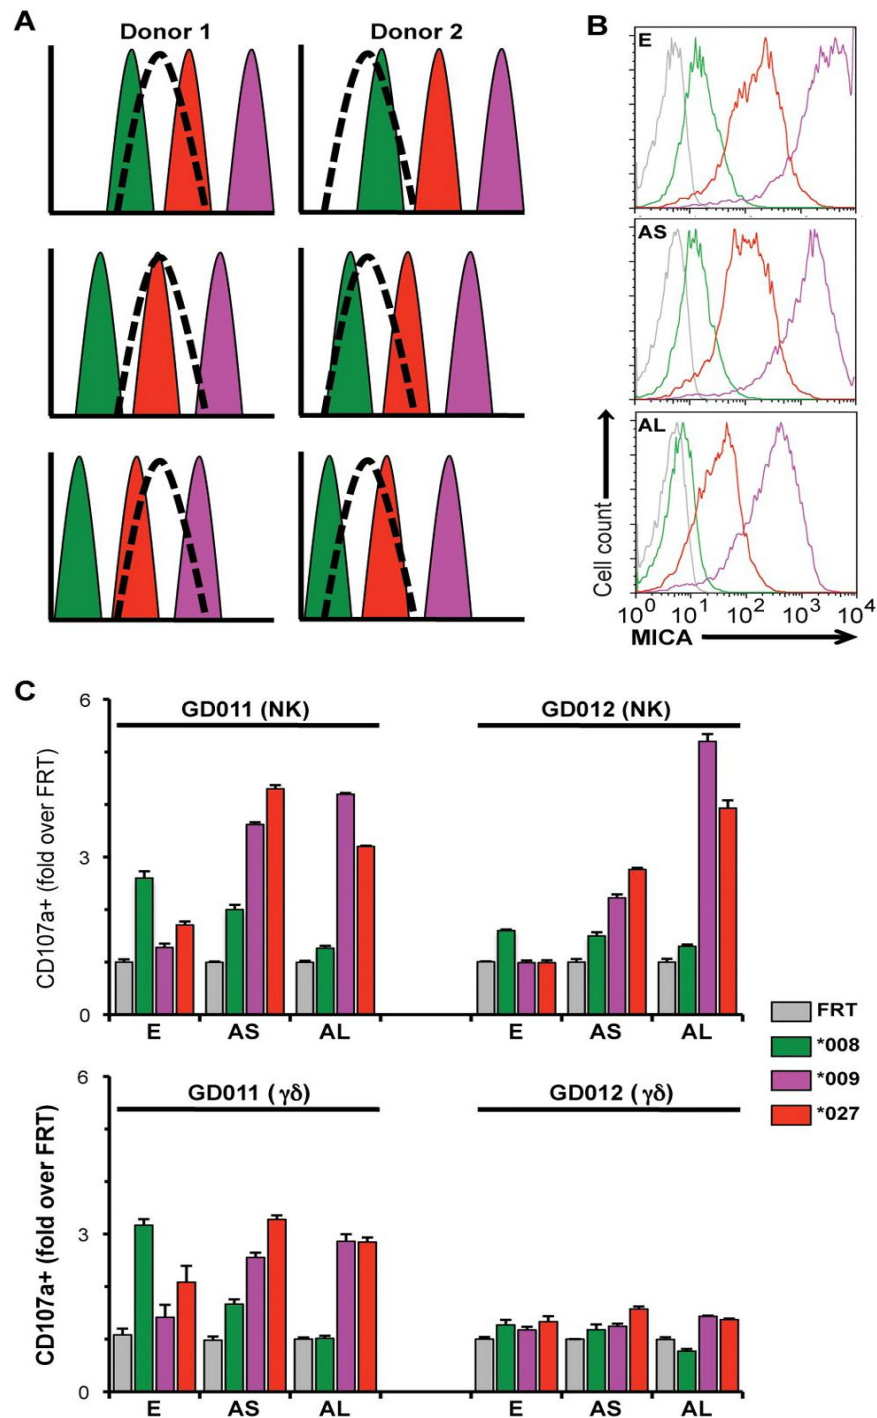 A
Donor 1
Donor 2
B
E
AS
AL
Cell count
10⁰ 10¹ 10² 10³ 10⁴
MICA
C
6
3
0
CD107a+ (fold over FRT)
GD011 (NK)
GD012 (NK)
E AS AL
E AS AL
FRT
*008
*009
*027
6
3
0
CD107a+ (fold over FRT)
GD011 (γδ)
GD012 (γδ)
E AS AL
E AS AL